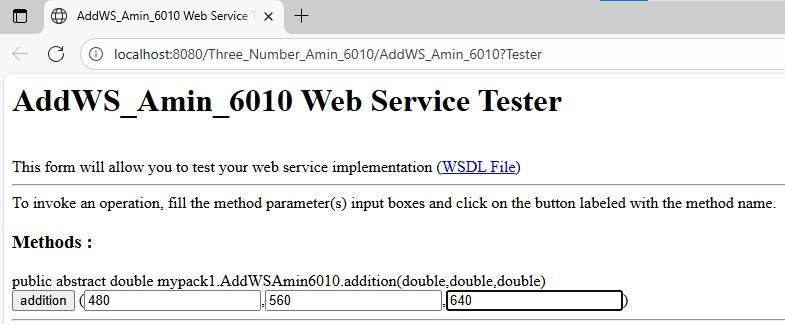 AddWS_Amin_6010 Web Service T
localhost:8080/Three_Number_Amin_6010/AddWS_Amin_6010?Tester
AddWS_Amin_6010 Web Service Tester
This form will allow you to test your web service implementation (WSDL File)
To invoke an operation, fill the method parameter(s) input boxes and click on the button labeled with the method name.
Methods :
public abstract double mypack1.AddWSAmin6010.addition(double,double,double)
addition (480 ,560 ,640 )